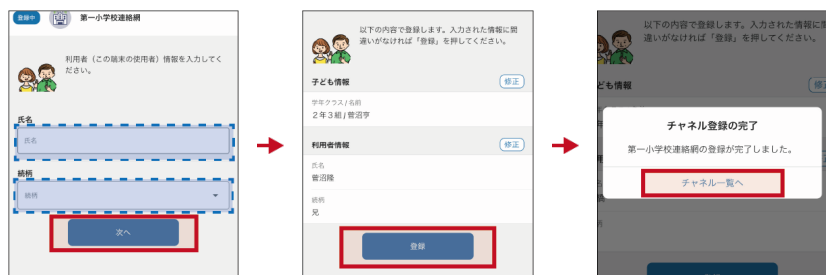 登録中
第一小学校連絡網
利用者（この端末の使用者）情報を入力してく
ださい。
氏名
氏名
続柄
続柄
次へ
以下の内容で登録します。入力された情報に間
違いがなければ「登録」を押してください。
子ども情報
修正
学年クラス / 名前
2 年 3 組 / 菅沼亨
利用者情報
修正
氏名
菅沼隆
続柄
兄
登録
以下の内容で登録します。入力された情報に
違いがなければ「登録」を押してください。
ども情報
修
チャネル登録の完了
第一小学校連絡網の登録が完了しました。
チャネル一覧へ